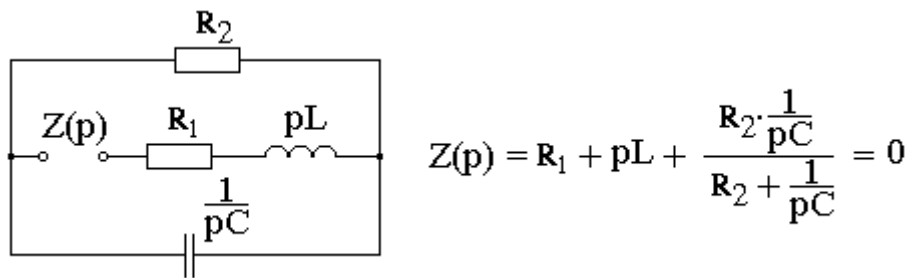 R₂
Z(p) R₁ pL
1/pC
Z(p) = R₁ + pL + (R₂·1/pC)/(R₂ + 1/pC) = 0